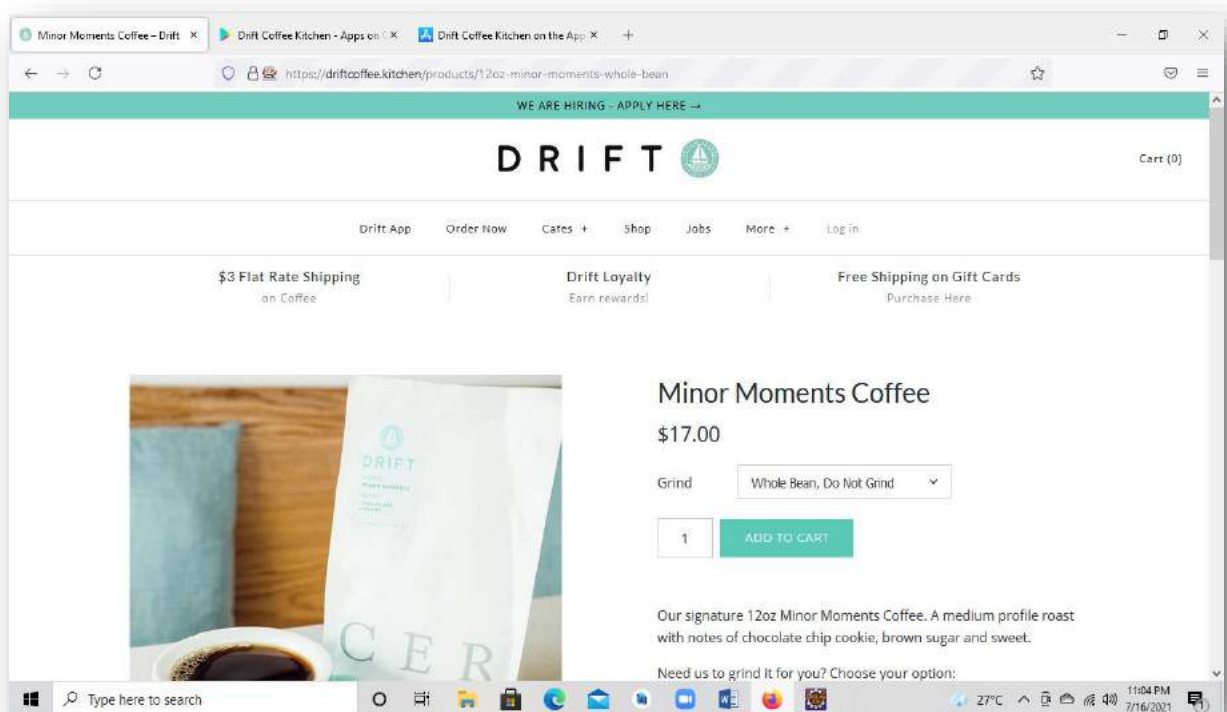 Minor Moments Coffee – Drift
Drift Coffee Kitchen - Apps on
Drift Coffee Kitchen on the App
https://driftcoffee.kitchen/products/12oz-minor-moments-whole-bean
WE ARE HIRING - APPLY HERE →
DRIFT
Cart (0)
Drift App Order Now Cafes + Shop Jobs More + Log in
$3 Flat Rate Shipping
on Coffee
Drift Loyalty
Earn rewards!
Free Shipping on Gift Cards
Purchase Here
DRIFT
CER
Minor Moments Coffee
$17.00
Grind Whole Bean, Do Not Grind
1 ADD TO CART
Our signature 12oz Minor Moments Coffee. A medium profile roast
with notes of chocolate chip cookie, brown sugar and sweet.
Need us to grind it for you? Choose your option:
Type here to search
27°C
11:04 PM
7/16/2021